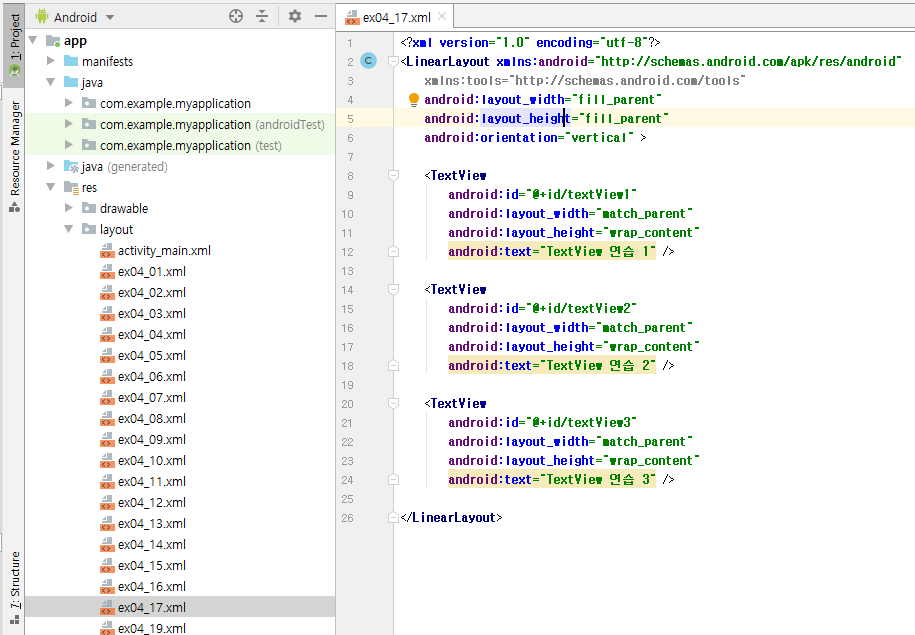 1: Project
Resource Manager
7: Structure
Android
app
manifests
java
com.example.myapplication
com.example.myapplication (androidTest)
com.example.myapplication (test)
java (generated)
res
drawable
layout
activity_main.xml
ex04_01.xml
ex04_02.xml
ex04_03.xml
ex04_04.xml
ex04_05.xml
ex04_06.xml
ex04_07.xml
ex04_08.xml
ex04_09.xml
ex04_10.xml
ex04_11.xml
ex04_12.xml
ex04_13.xml
ex04_14.xml
ex04_15.xml
ex04_16.xml
ex04_17.xml
ex04_19.xml
ex04_17.xml
1 <?xml version="1.0" encoding="utf-8"?>
2 C <LinearLayout xmlns:android="http://schemas.android.com/apk/res/android"
3 xmlns:tools="http://schemas.android.com/tools"
4 android:layout_width="fill_parent"
5 android:layout_height="fill_parent"
6 android:orientation="vertical" >
7
8 <TextView
9 android:id="@+id/textView1"
10 android:layout_width="match_parent"
11 android:layout_height="wrap_content"
12 android:text="TextView 연습 1" />
13
14 <TextView
15 android:id="@+id/textView2"
16 android:layout_width="match_parent"
17 android:layout_height="wrap_content"
18 android:text="TextView 연습 2" />
19
20 <TextView
21 android:id="@+id/textView3"
22 android:layout_width="match_parent"
23 android:layout_height="wrap_content"
24 android:text="TextView 연습 3" />
25
26 </LinearLayout>